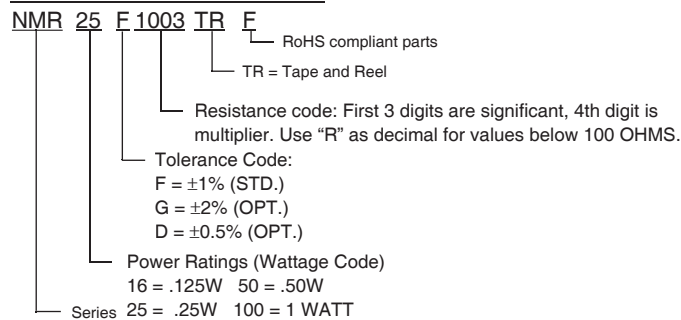 NMR 25 F 1003 TR F
RoHS compliant parts
TR = Tape and Reel
Resistance code: First 3 digits are significant, 4th digit is
multiplier. Use “R” as decimal for values below 100 OHMS.
Tolerance Code:
F = ±1% (STD.)
G = ±2% (OPT.)
D = ±0.5% (OPT.)
Power Ratings (Wattage Code)
16 = .125W 50 = .50W
25 = .25W 100 = 1 WATT
Series